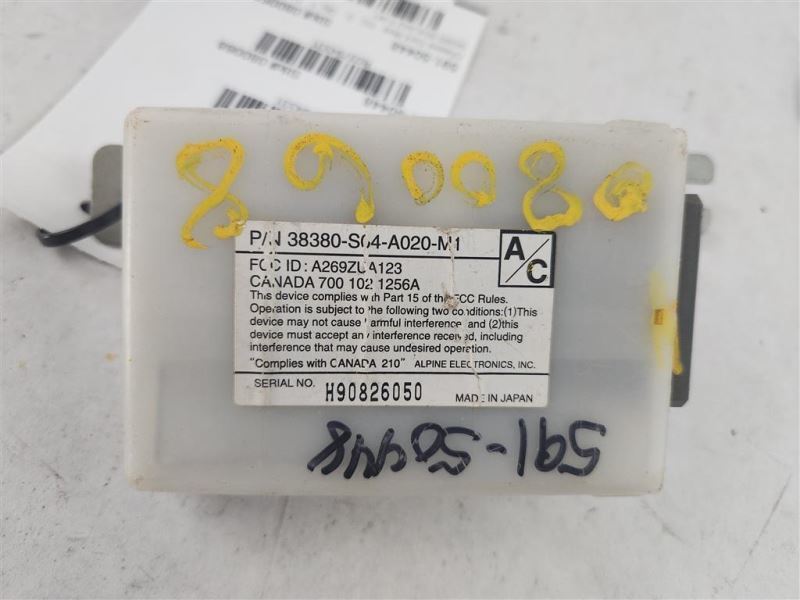 080068
P/N 38380-S04-A020-M1
A/C
FCC ID : A269ZUA123
CANADA 700 102 1256A
This device complies with Part 15 of the FCC Rules.
Operation is subject to the following two conditions:(1)This
device may not cause harmful interference, and (2)this
device must accept any interference received, including
interference that may cause undesired operation.
"Complies with CANADA 210" ALPINE ELECTRONICS, INC.
SERIAL NO. H90826050 MADE IN JAPAN
591-50448